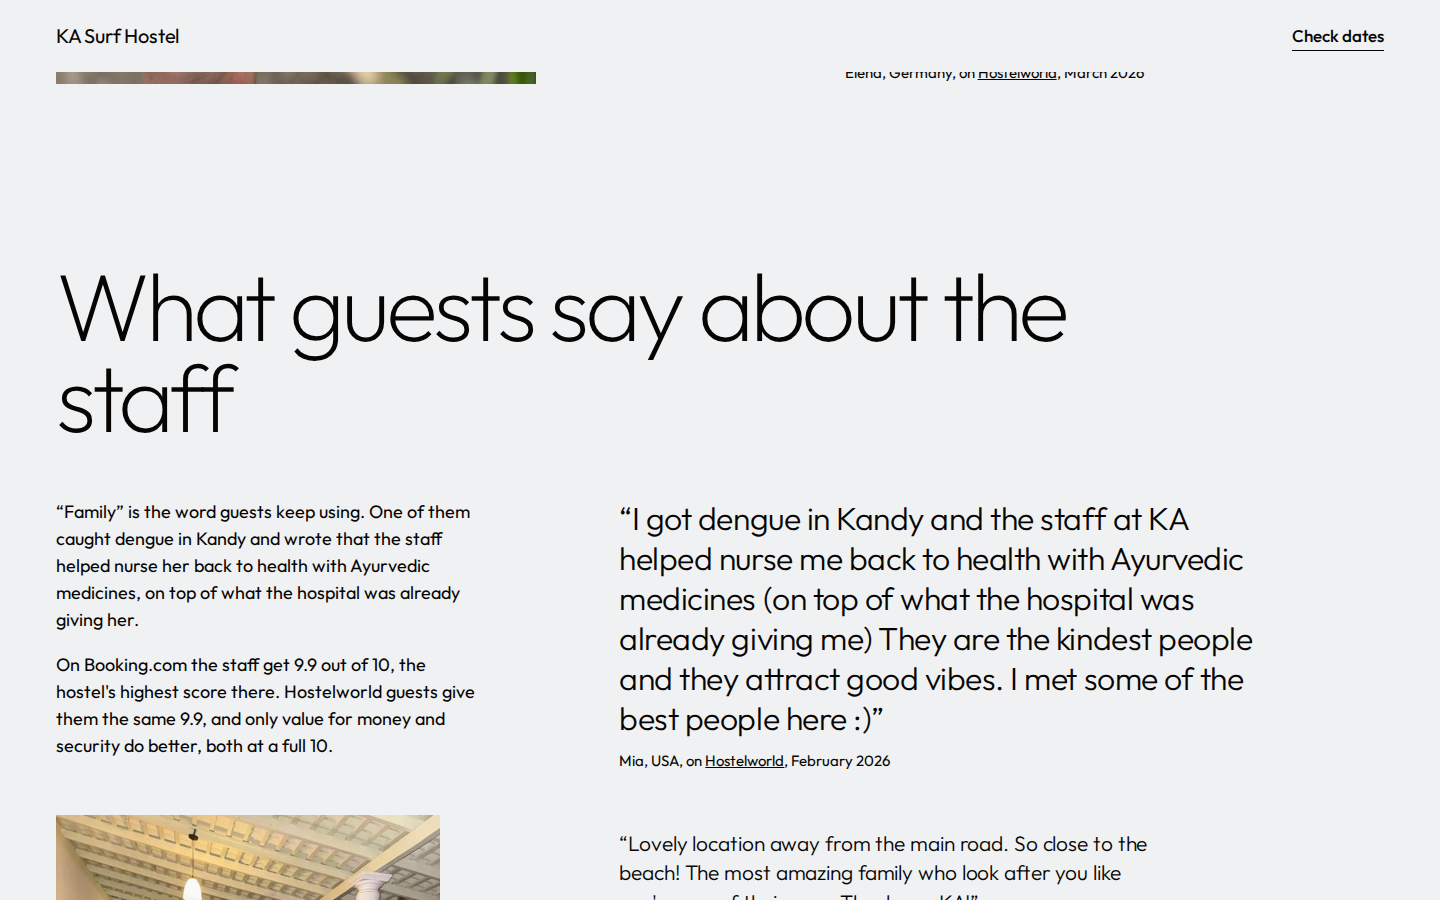 KA Surf Hostel
Check dates
Elena, Germany, on Hostelworld, March 2026
What guests say about the
staff
“Family” is the word guests keep using. One of them
caught dengue in Kandy and wrote that the staff
helped nurse her back to health with Ayurvedic
medicines, on top of what the hospital was already
giving her.
On Booking.com the staff get 9.9 out of 10, the
hostel's highest score there. Hostelworld guests give
them the same 9.9, and only value for money and
security do better, both at a full 10.
“I got dengue in Kandy and the staff at KA
helped nurse me back to health with Ayurvedic
medicines (on top of what the hospital was
already giving me) They are the kindest people
and they attract good vibes. I met some of the
best people here :)”
Mia, USA, on Hostelworld, February 2026
“Lovely location away from the main road. So close to the
beach! The most amazing family who look after you like